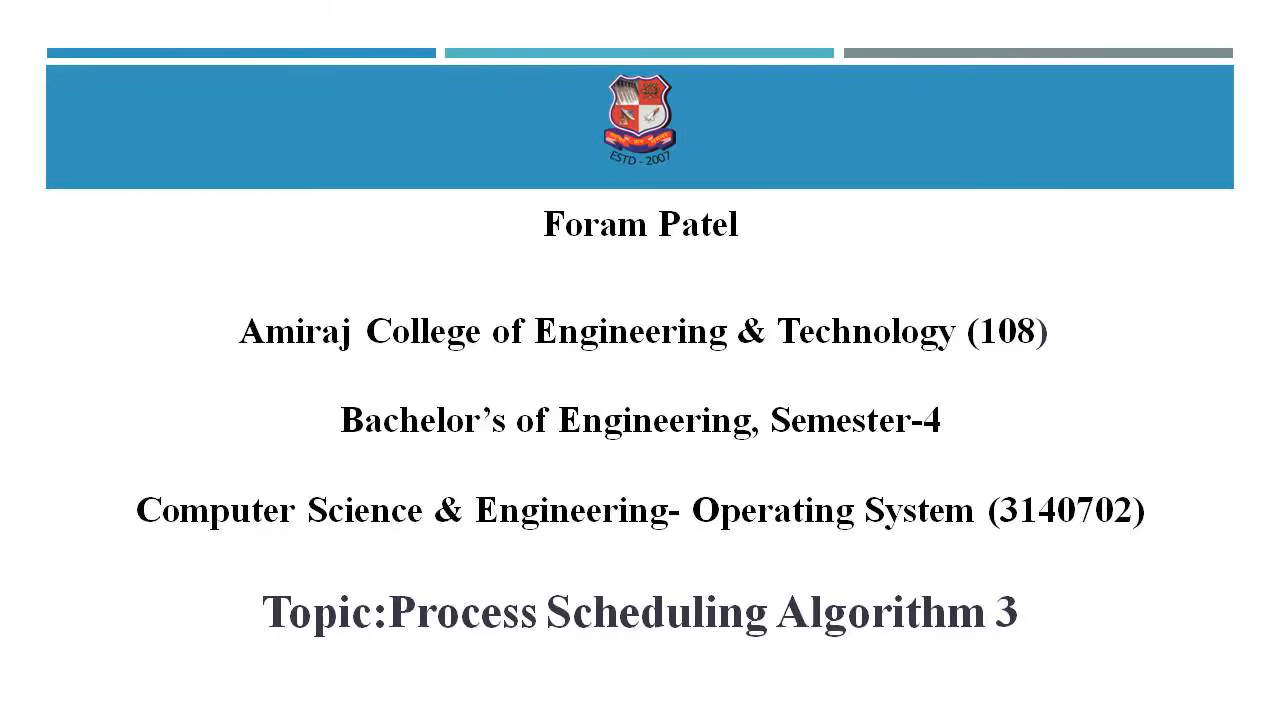 ESTD - 2007
Foram Patel
Amiraj College of Engineering & Technology (108)
Bachelor’s of Engineering, Semester-4
Computer Science & Engineering- Operating System (3140702)
Topic:Process Scheduling Algorithm 3